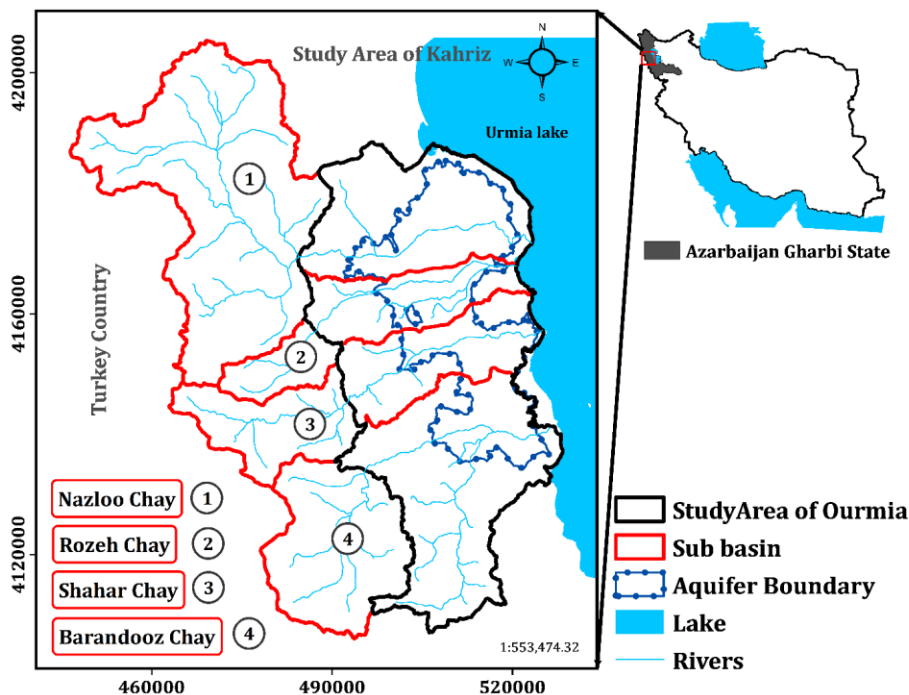 Study Area of Kahriz
N
W
E
S
Urmia lake
4200000
4160000
4120000
Turkey Country
1
2
3
4
Nazloo Chay 1
Rozeh Chay 2
Shahar Chay 3
Barandooz Chay 4
1:553,474.32
460000
490000
520000
Azarbaijan Gharbi State
StudyArea of Ourmia
Sub basin
Aquifer Boundary
Lake
Rivers